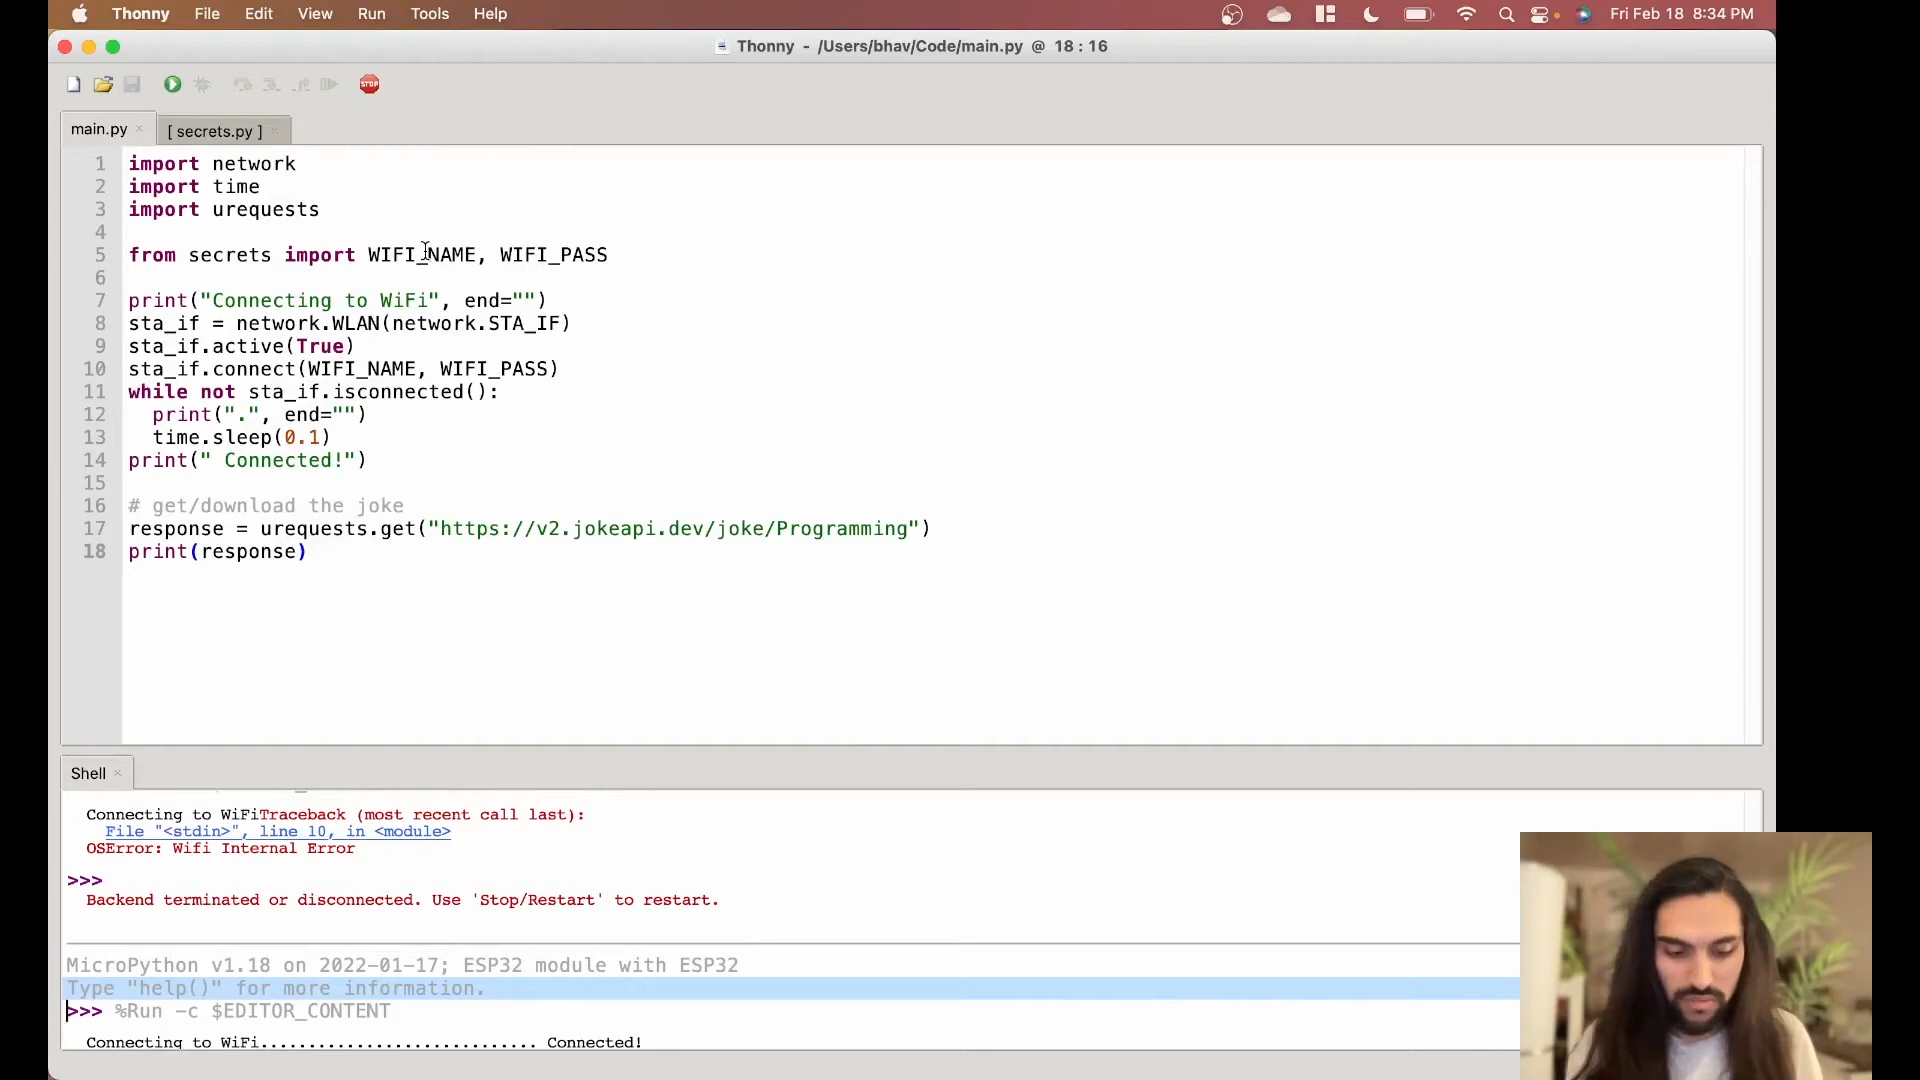 Thonny File Edit View Run Tools Help Fri Feb 18 8:34 PM
Thonny - /Users/bhav/Code/main.py @ 18 : 16
STOP
main.py × [ secrets.py ] ×
1 import network
2 import time
3 import urequests
4
5 from secrets import WIFI_NAME, WIFI_PASS
6
7 print("Connecting to WiFi", end="")
8 sta_if = network.WLAN(network.STA_IF)
9 sta_if.active(True)
10 sta_if.connect(WIFI_NAME, WIFI_PASS)
11 while not sta_if.isconnected():
12   print(".", end="")
13   time.sleep(0.1)
14 print(" Connected!")
15
16 # get/download the joke
17 response = urequests.get("https://v2.jokeapi.dev/joke/Programming")
18 print(response)
Shell ×
Connecting to WiFiTraceback (most recent call last):
File "<stdin>", line 10, in <module>
OSError: Wifi Internal Error
>>>
Backend terminated or disconnected. Use 'Stop/Restart' to restart.
MicroPython v1.18 on 2022-01-17; ESP32 module with ESP32
Type "help()" for more information.
>>> %Run -c $EDITOR_CONTENT
Connecting to WiFi............................. Connected!